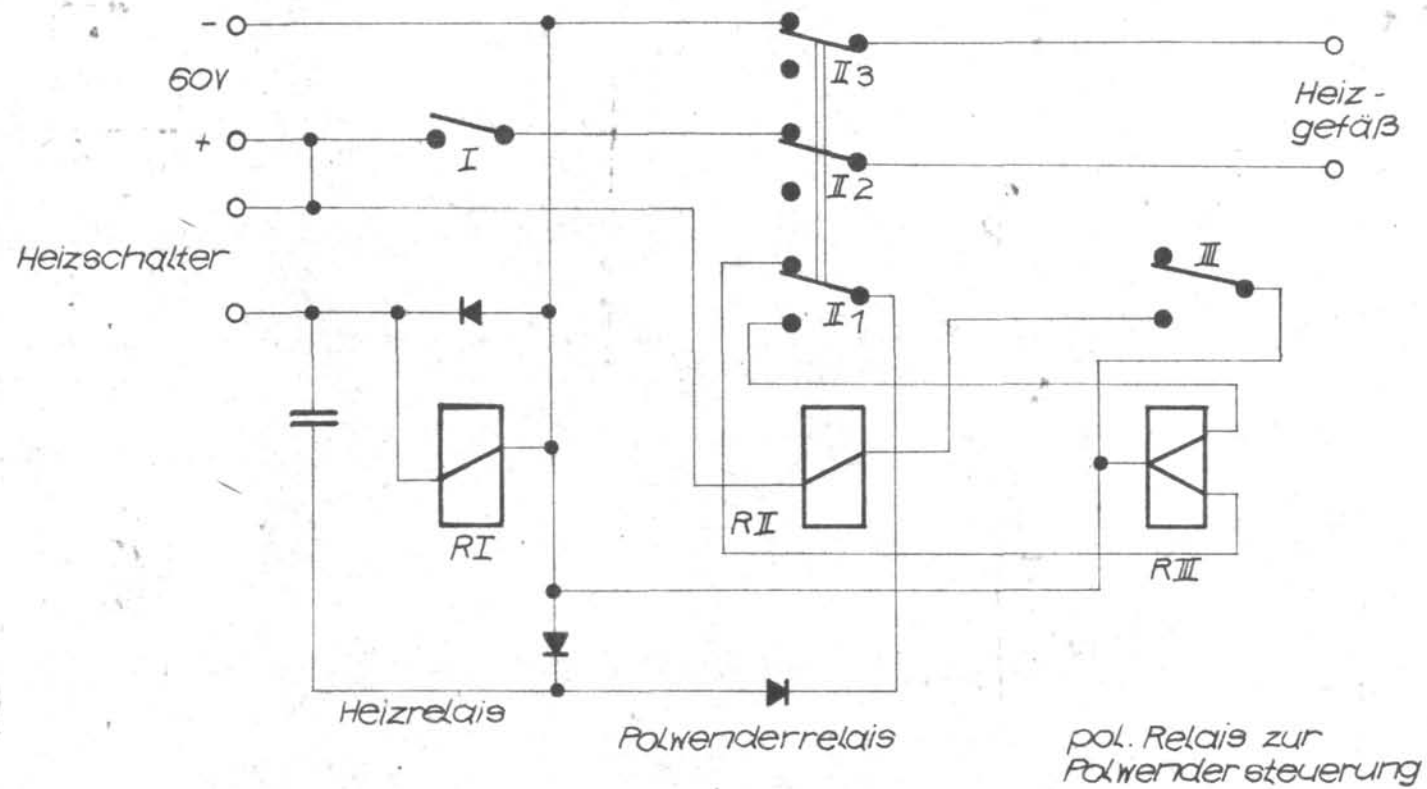 -
60V
+
I
II3
II2
II1
III
Heiz-
gefäß
Heizschalter
RI
RII
RIII
Heizrelais
Polwenderrelais
pol. Relais zur
Polwendersteuerung